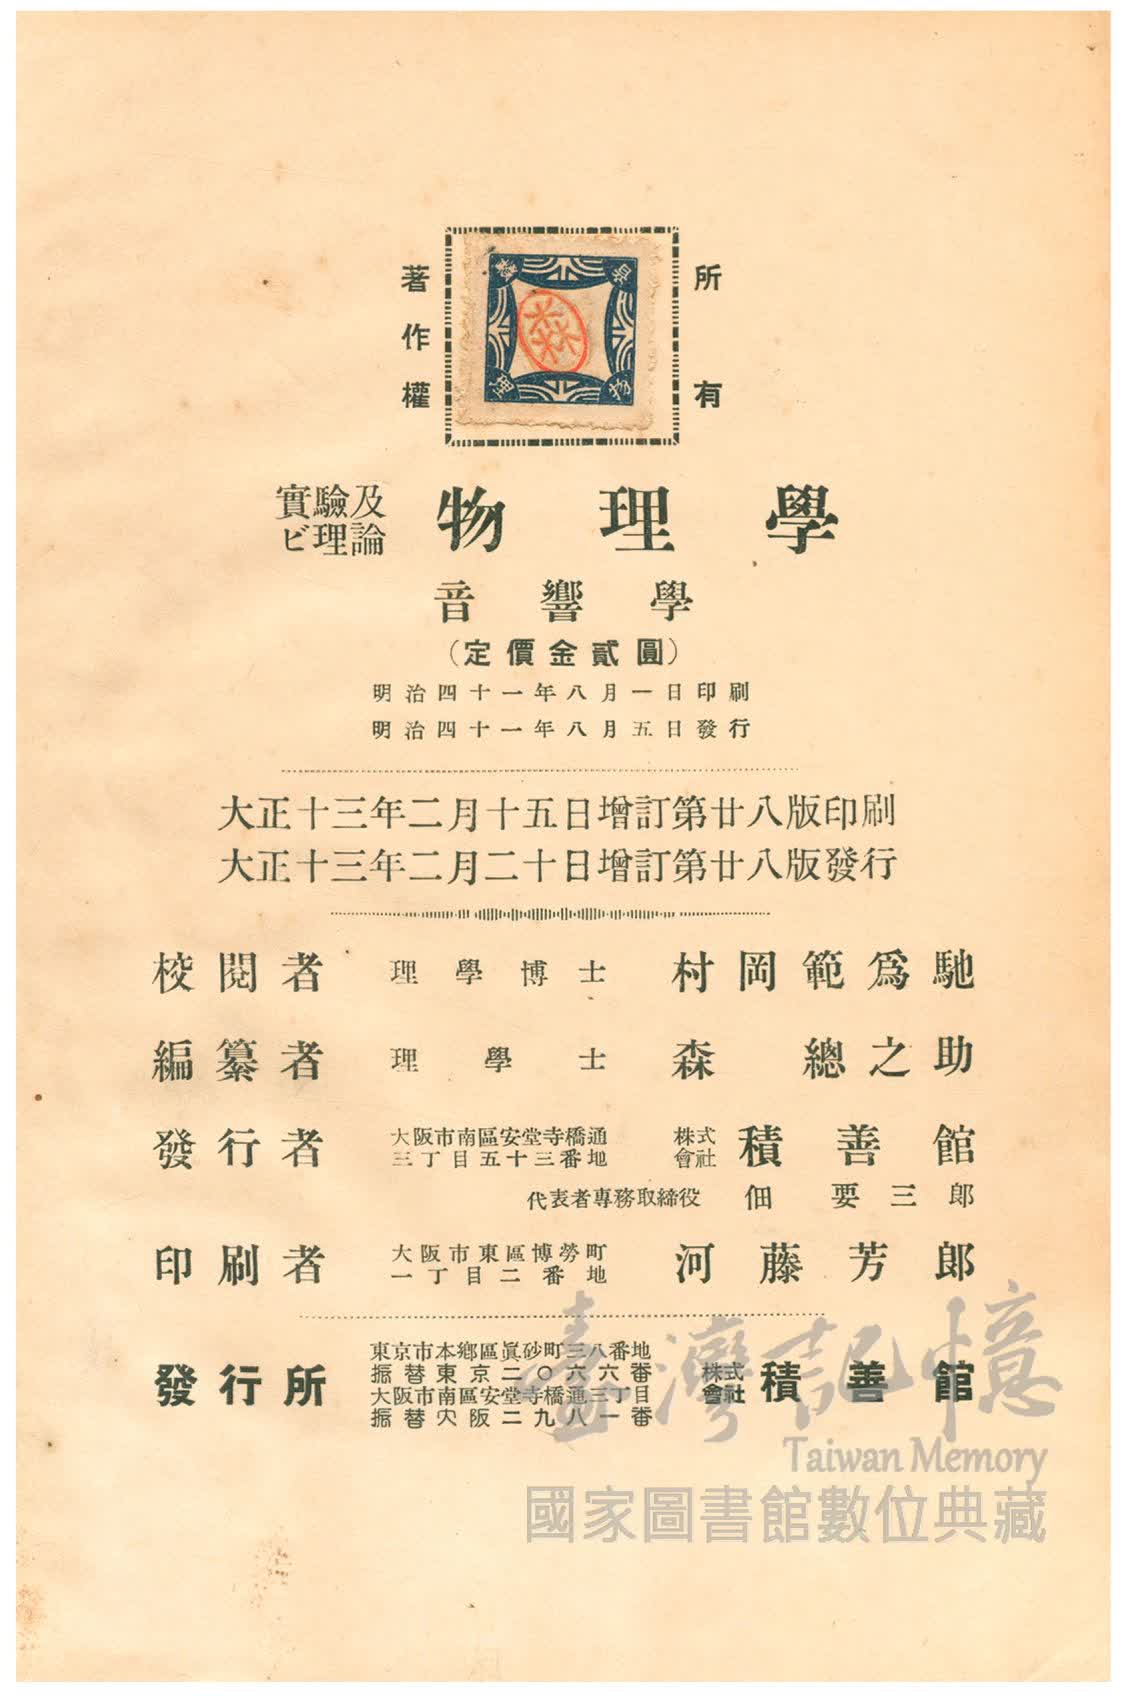 著作權
所有
實驗及
ビ理論
物理學
音響學
(定價金貳圓)
明治四十一年八月一日印刷
明治四十一年八月五日發行
大正十三年二月十五日增訂第廿八版印刷
大正十三年二月二十日增訂第廿八版發行
校閱者 理學博士 村岡範爲馳
編纂者 理學士 森總之助
發行者 大阪市南區安堂寺橋通 株式
三丁目五十三番地 會社 積善館
代表者專務取締役 佃要三郎
印刷者 大阪市東區博勞町
一丁目二番地 河藤芳郎
發行所 東京市本鄉區眞砂町三八番地
振替東京二〇六六番
大阪市南區安堂寺橋通三丁目
振替大阪二九八一番
株式
會社 積善館
臺灣記憶
Taiwan Memory
國家圖書館數位典藏